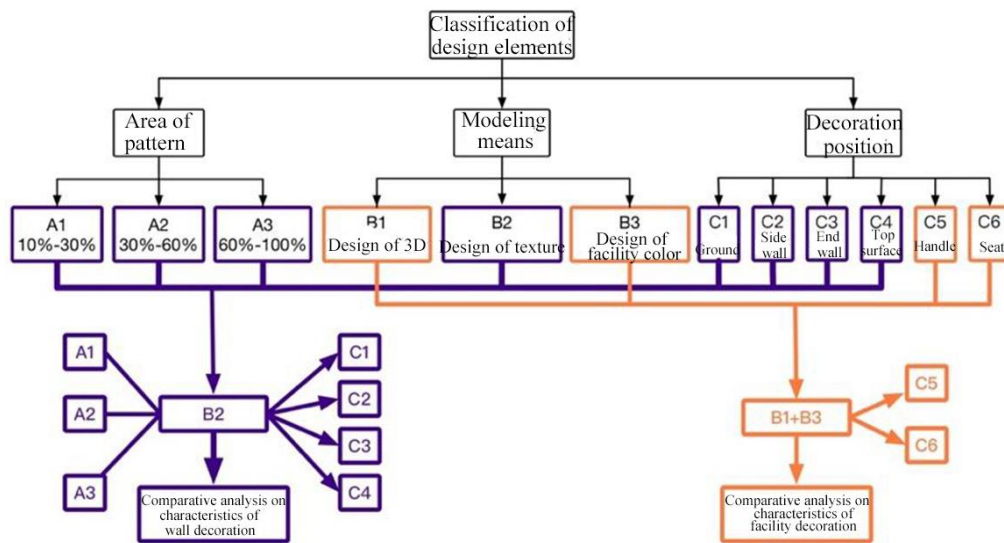 Classification of
design elements
Area of
pattern
Modeling
means
Decoration
position
A1
10%-30%
A2
30%-60%
A3
60%-100%
B1
Design of 3D
B2
Design of texture
B3
Design of
facility color
C1
Ground
C2
Side
wall
C3
End
wall
C4
Top
surface
C5
Handle
C6
Seat
A1
A2
A3
B2
C1
C2
C3
C4
B1+B3
C5
C6
Comparative analysis on
characteristics of
wall decoration
Comparative analysis on
characteristics of
facility decoration